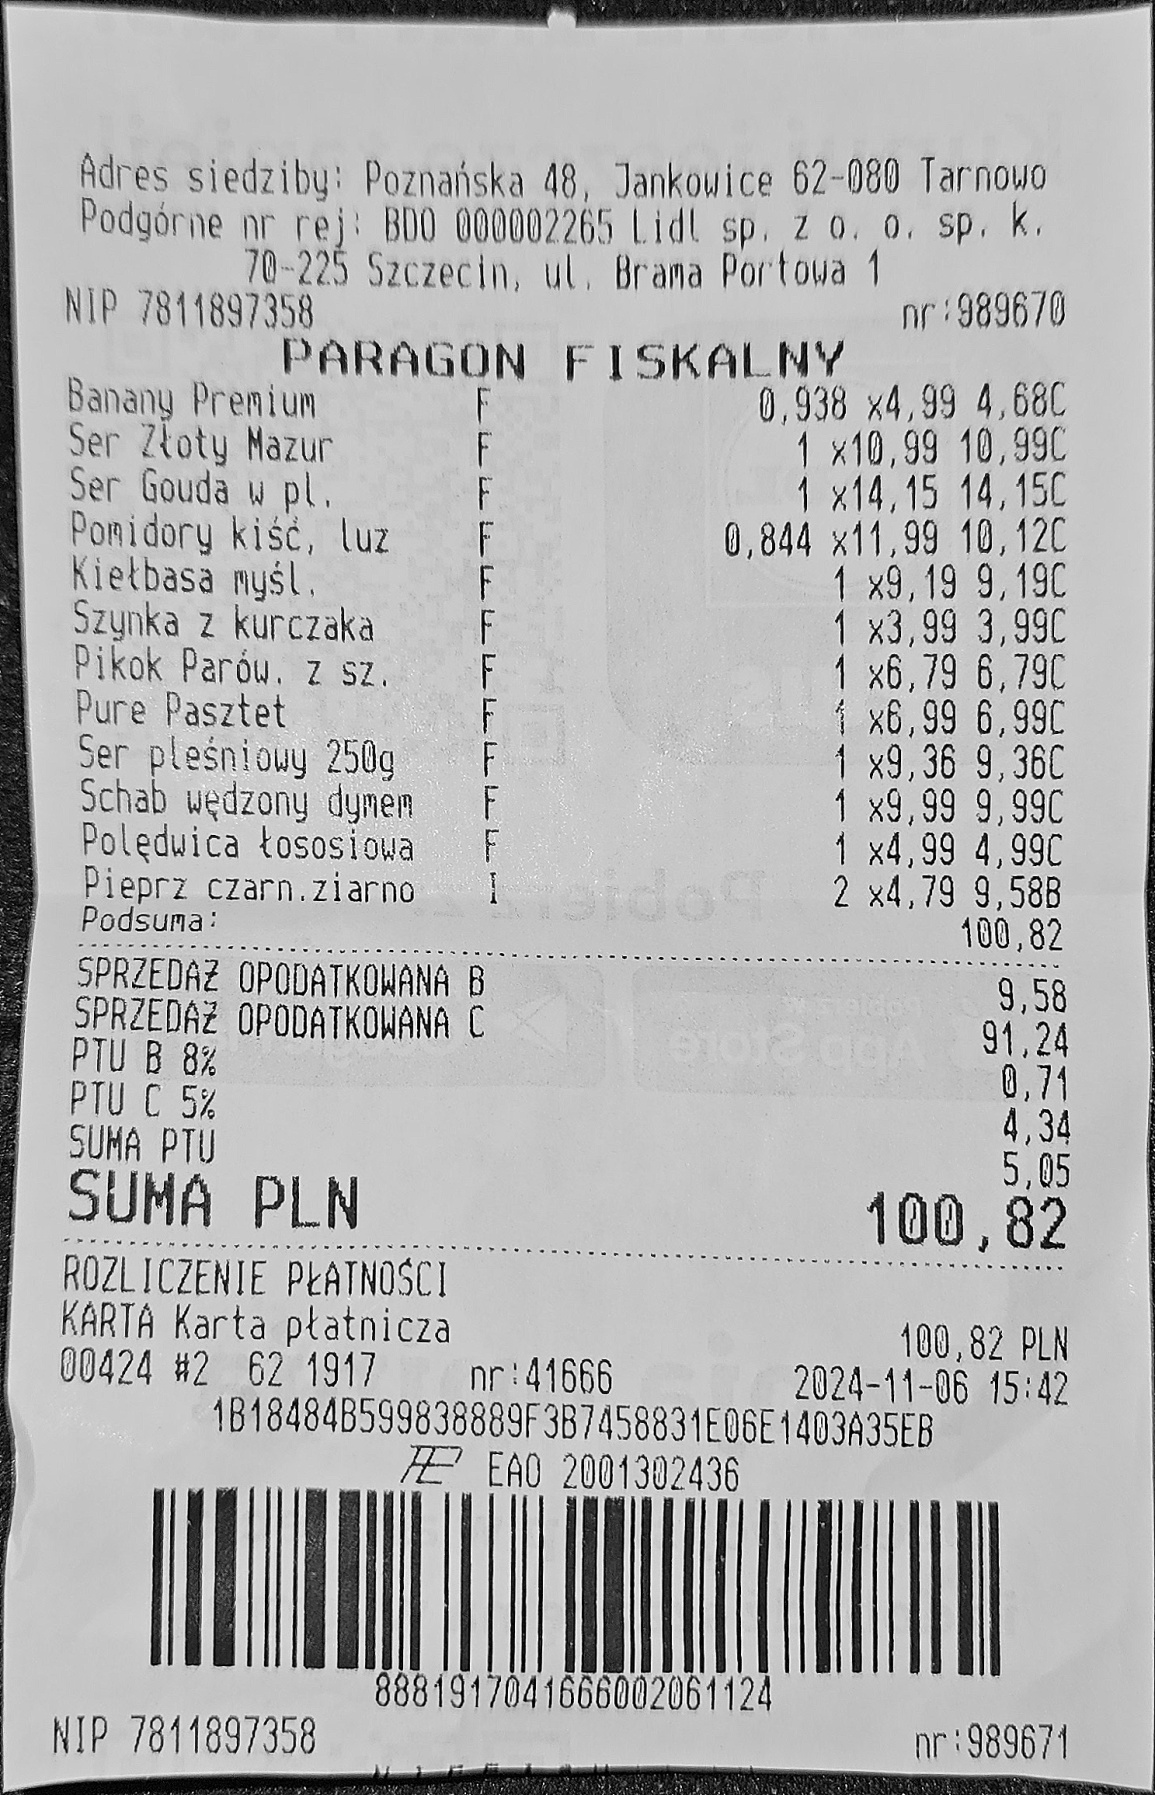 Adres siedziby: Poznańska 48, Jankowice 62-080 Tarnowo
Podgórne nr rej: BDO 000002265 Lidl sp. z o. o. sp. k.
70-225 Szczecin, ul. Brama Portowa 1
NIP 7811897358 nr:989670
PARAGON FISKALNY
Banany Premium F 0,938 x4,99 4,68C
Ser Złoty Mazur F 1 x10,99 10,99C
Ser Gouda w pl. F 1 x14,15 14,15C
Pomidory kiść, luz F 0,844 x11,99 10,12C
Kiełbasa myśl. F 1 x9,19 9,19C
Szynka z kurczaka F 1 x3,99 3,99C
Pikok Parów. z sz. F 1 x6,79 6,79C
Pure Pasztet F 1 x6,99 6,99C
Ser pleśniowy 250g F 1 x9,36 9,36C
Schab wędzony dymem F 1 x9,99 9,99C
Polędwica łososiowa F 1 x4,99 4,99C
Pieprz czarn.ziarno I 2 x4,79 9,58B
Podsuma: 100,82
SPRZEDAŻ OPODATKOWANA B 9,58
SPRZEDAŻ OPODATKOWANA C 91,24
PTU B 8% 0,71
PTU C 5% 4,34
SUMA PTU 5,05
SUMA PLN 100,82
ROZLICZENIE PŁATNOŚCI
KARTA Karta płatnicza 100,82 PLN
00424 #2 62 1917 nr:41666 2024-11-06 15:42
1B18484B599838889F3B7458831E06E1403A35EB
EAO 2001302436
8881917041666002061124
NIP 7811897358 nr:989671